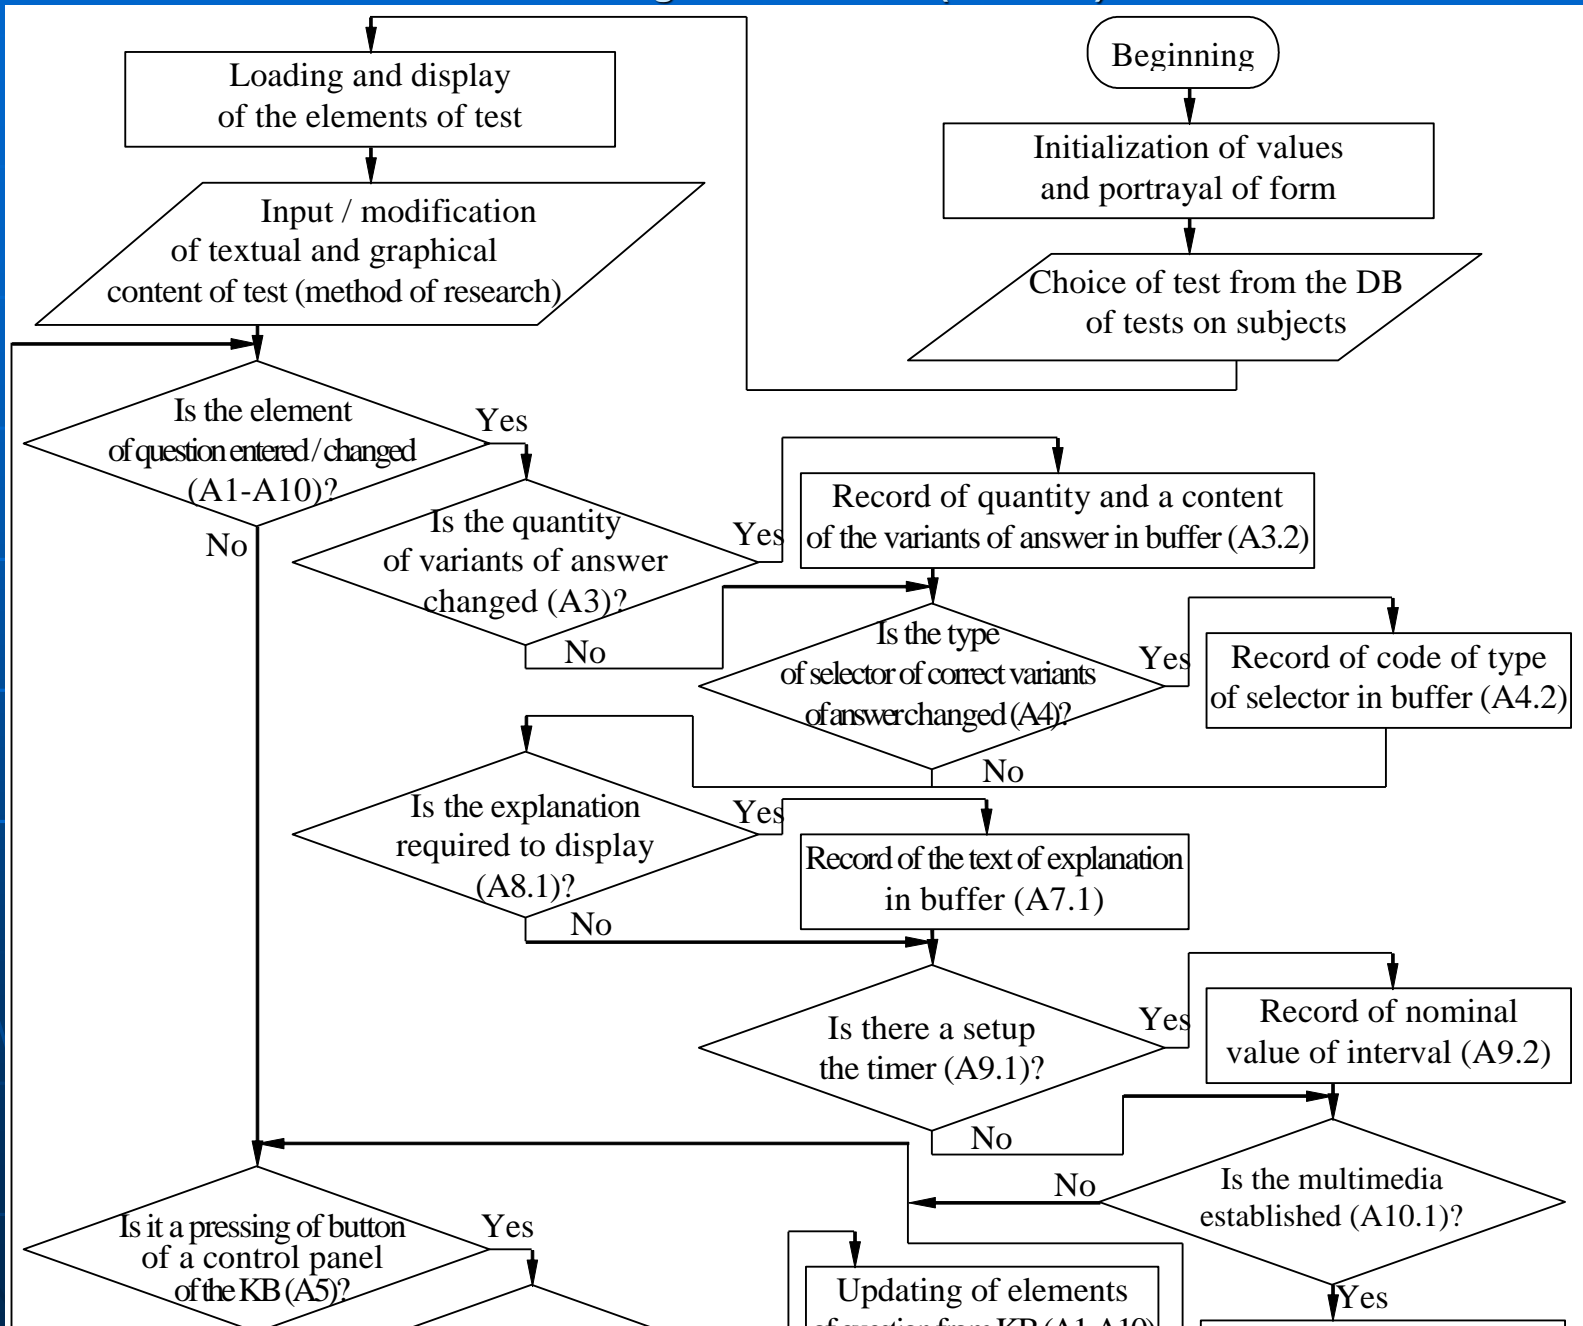 Beginning
Initialization of values
and portrayal of form
Choice of test from the DB
of tests on subjects
Loading and display
of the elements of test
Input / modification
of textual and graphical
content of test (method of research)
Is the element
of question entered / changed
(A1-A10)?
Yes
No
Is the quantity
of variants of answer
changed (A3)?
Yes
No
Record of quantity and a content
of the variants of answer in buffer (A3.2)
Is the type
of selector of correct variants
of answer changed (A4)?
Yes
No
Record of code of type
of selector in buffer (A4.2)
Is the explanation
required to display
(A8.1)?
Yes
No
Record of the text of explanation
in buffer (A7.1)
Is there a setup
the timer (A9.1)?
Yes
No
Record of nominal
value of interval (A9.2)
Is the multimedia
established (A10.1)?
No
Yes
Is it a pressing of button
of a control panel
of the KB (A5)?
Yes
Updating of elements
of question from KB (A1-A10)